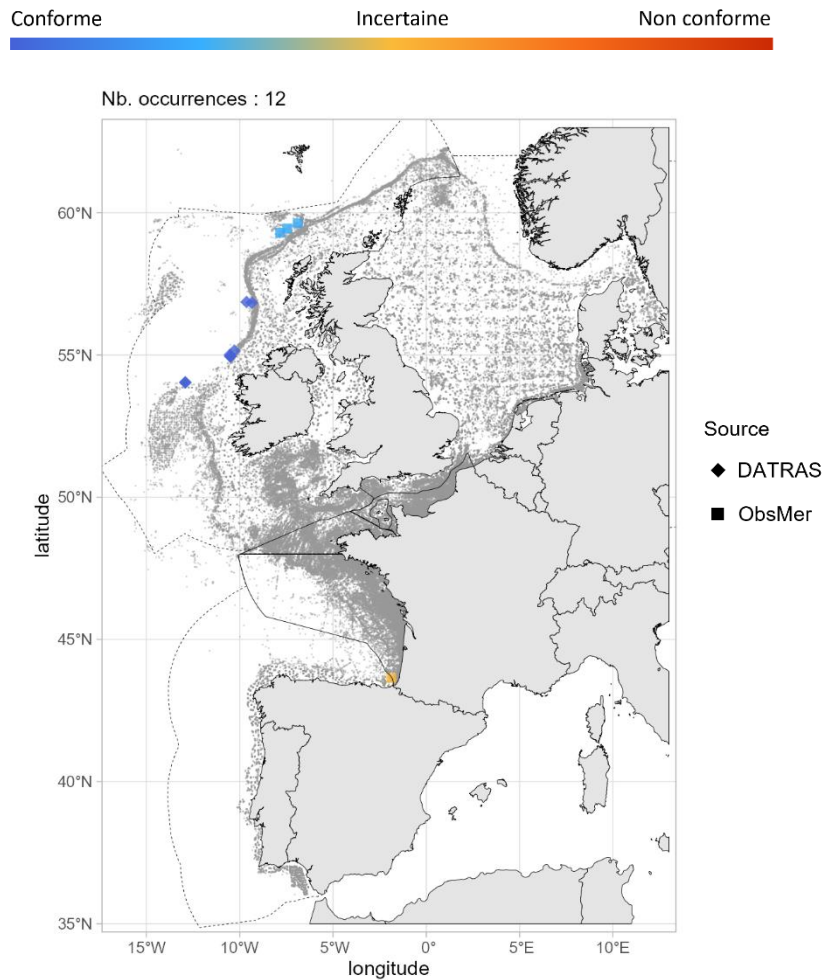 Conforme Incertaine Non conforme
Nb. occurrences : 12
60°N
55°N
50°N
45°N
40°N
35°N
latitude
15°W 10°W 5°W 0° 5°E 10°E
longitude
Source
DATRAS
ObsMer